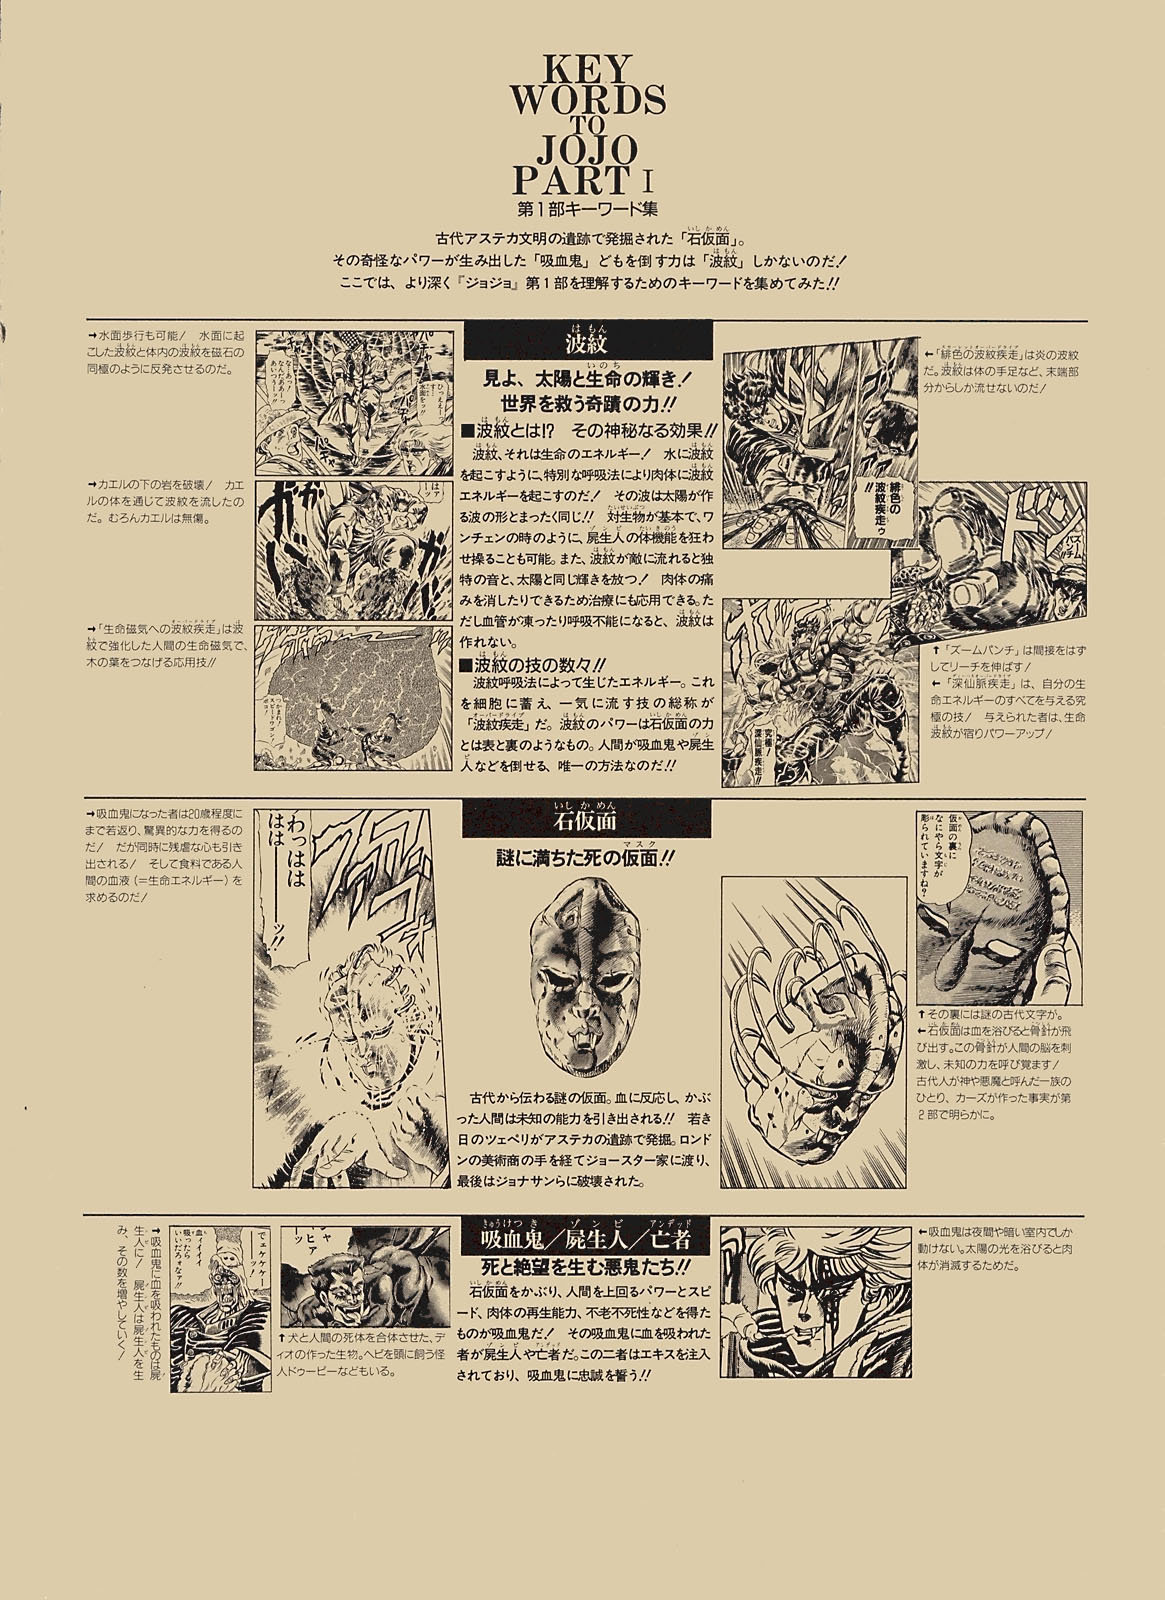 KEY
WORDS
TO
JOJO
PART I
第1部キーワード集
古代アステカ文明の遺跡で発掘された「石仮面」。
その奇怪なパワーが生み出した「吸血鬼」どもを倒す力は「波紋」しかないのだ!
ここでは、より深く『ジョジョ』第1部を理解するためのキーワードを集めてみた!!
波紋
見よ、太陽と生命の輝き!
世界を救う奇蹟の力!!
■波紋とは!? その神秘なる効果!!
波紋、それは生命のエネルギー! 水に波紋
を起こすように、特別な呼吸法により肉体に波紋
エネルギーを起こすのだ! その波は太陽が作
る波の形とまったく同じ!! 対生物が基本で、ワ
ンチェンの時のように、屍生人の体機能を狂わ
せ操ることも可能。また、波紋が敵に流れると独
特の音と、太陽と同じ輝きを放つ! 肉体の痛
みを消したりできるため治療にも応用できる。た
だし血管が凍ったり呼吸不能になると、波紋は
作れない。
■波紋の技の数々!!
波紋呼吸法によって生じたエネルギー。これ
を細胞に蓄え、一気に流す技の総称が
「波紋疾走」だ。波紋のパワーは石仮面の力
とは表と裏のようなもの。人間が吸血鬼や屍生
人などを倒せる、唯一の方法なのだ!!
→水面歩行も可能! 水面に起
こした波紋と体内の波紋を磁石の
同極のように反発させるのだ。
→カエルの下の岩を破壊! カエ
ルの体を通じて波紋を流したの
だ。むろんカエルは無傷。
→「生命磁気への波紋疾走」は波
紋で強化した人間の生命磁気で、
木の葉をつなげる応用技!!
←「緋色の波紋疾走」は炎の波紋
だ。波紋は体の手足など、末端部
分からしか流せないのだ!
緋色の
波紋疾走ゥ
!!
ズーム
パンチ
!!
ドドン
↑「ズームパンチ」は間接をはず
してリーチを伸ばす!
←「深仙脈疾走」は、自分の生
命エネルギーのすべてを与える究
極の技! 与えられた者は、生命
波紋が宿りパワーアップ!
究極!
深仙脈疾走!!
石仮面
謎に満ちた死の仮面!!
古代から伝わる謎の仮面。血に反応し、かぶ
った人間は未知の能力を引き出される!! 若き
日のツェペリがアステカの遺跡で発掘。ロンド
ンの美術商の手を経てジョースター家に渡り、
最後はジョナサンらに破壊された。
→吸血鬼になった者は20歳程度に
まで若返り、驚異的な力を得るの
だ! だが同時に残虐な心も引き
出される! そして食料である人
間の血液(=生命エネルギー)を
求めるのだ!
わっはは
はは
ーーーッ!!
仮面の裏に
なにやら文字が
彫られていますね?
↑その裏には謎の古代文字が。
←石仮面は血を浴びると骨針が飛
び出す。この骨針が人間の脳を刺
激し、未知の力を呼び覚ます!
古代人が神や悪魔と呼んだ一族の
ひとり、カーズが作った事実が第
2部で明らかに。
吸血鬼/屍生人/亡者
死と絶望を生む悪鬼たち!!
石仮面をかぶり、人間を上回るパワーとスピ
ード、肉体の再生能力、不老不死性などを得た
ものが吸血鬼だ! その吸血鬼に血を吸われた
者が屍生人や亡者だ。この二者はエキスを注入
されており、吸血鬼に忠誠を誓う!!
→吸血鬼に血を吸われたものは屍
生人に! 屍生人は屍生人を生
み、その数を増やしていく!
↑犬と人間の死体を合体させた、デ
ィオの作った生物。ヘビを頭に飼う怪
人ドゥービーなどもいる。
←吸血鬼は夜間や暗い室内でしか
動けない。太陽の光を浴びると肉
体が消滅するためだ。